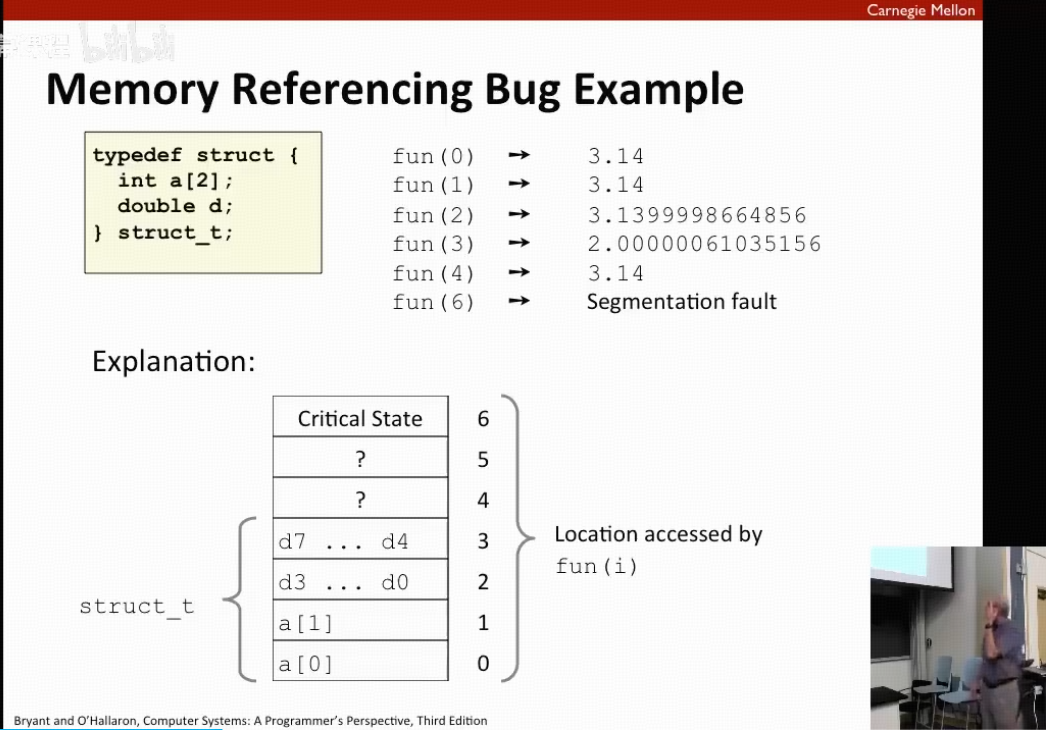 Carnegie Mellon
bilibili
Memory Referencing Bug Example
typedef struct {
int a[2];
double d;
} struct_t;
fun(0) → 3.14
fun(1) → 3.14
fun(2) → 3.1399998664856
fun(3) → 2.00000061035156
fun(4) → 3.14
fun(6) → Segmentation fault
Explanation:
Critical State 6
? 5
? 4
d7 ... d4 3
d3 ... d0 2
a[1] 1
a[0] 0
struct_t
Location accessed by
fun(i)
Bryant and O'Hallaron, Computer Systems: A Programmer's Perspective, Third Edition